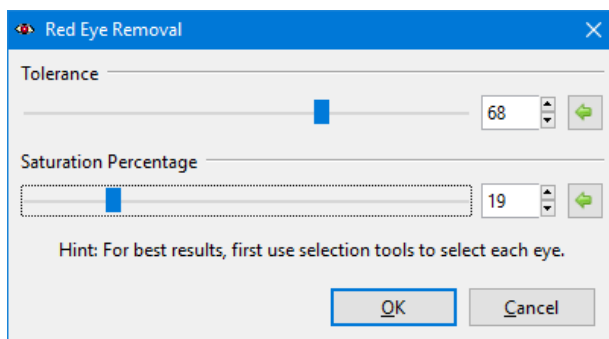 Red Eye Removal
Tolerance
68
Saturation Percentage
19
Hint: For best results, first use selection tools to select each eye.
OK Cancel